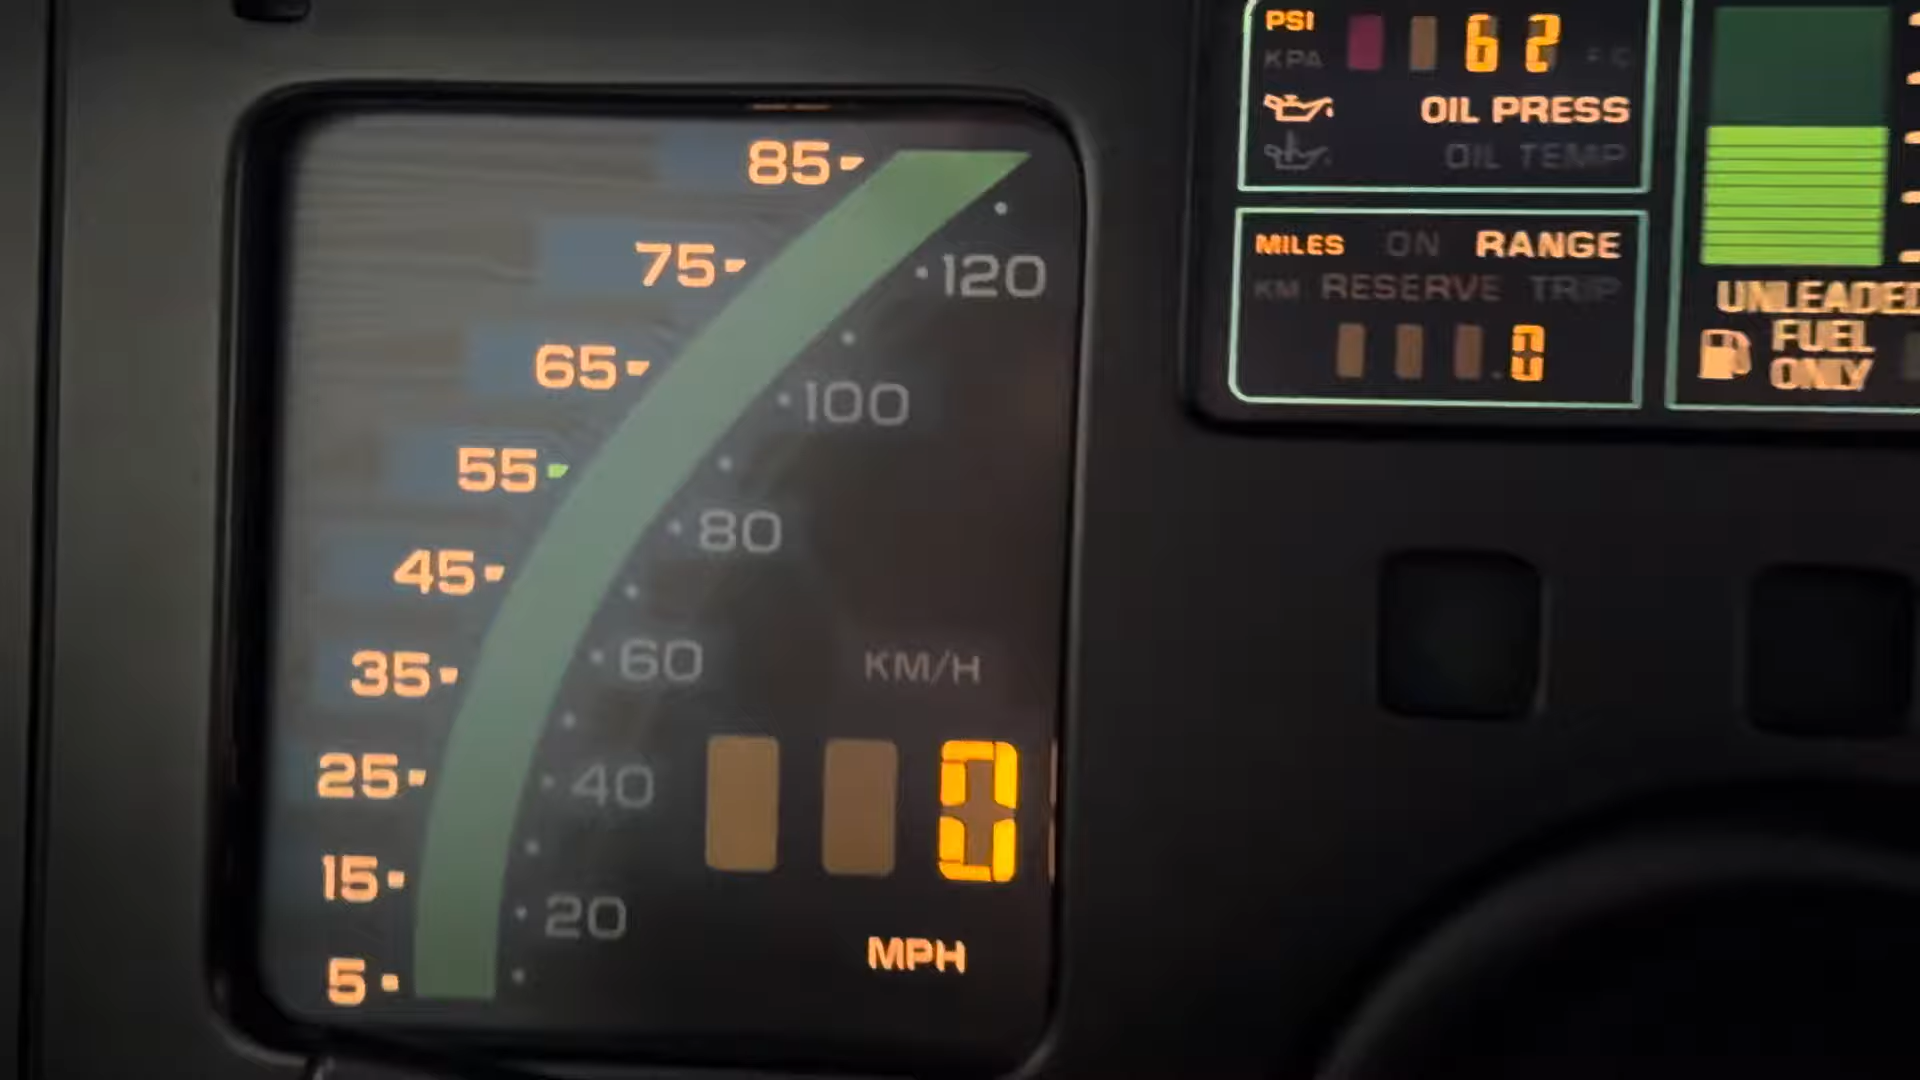 85
75
65
55
45
35
25
15
5
120
100
80
60
40
20
KM/H
0
MPH
PSI 62
KPA F C
OIL PRESS
OIL TEMP
MILES ON RANGE
KM RESERVE TRIP
.0
UNLEADED
FUEL
ONLY